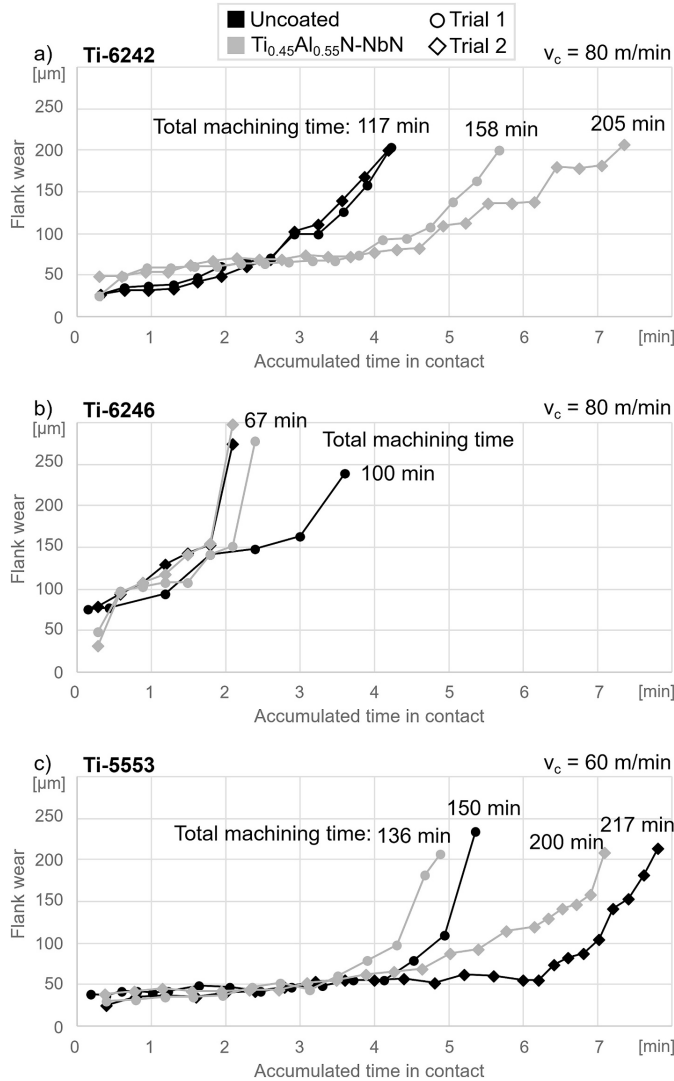 Uncoated Trial 1
Ti0.45Al0.55N-NbN Trial 2
a) Ti-6242 vc = 80 m/min
[µm]
300
250
200
150
100
50
0
Flank wear
Total machining time: 117 min 158 min 205 min
0 1 2 3 4 5 6 7 [min]
Accumulated time in contact
b) Ti-6246 vc = 80 m/min
[µm]
250
200
150
100
50
0
Flank wear
67 min
Total machining time
100 min
0 1 2 3 4 5 6 7 [min]
Accumulated time in contact
c) Ti-5553 vc = 60 m/min
[µm]
250
200
150
100
50
0
Flank wear
Total machining time: 136 min 150 min 200 min 217 min
0 1 2 3 4 5 6 7 [min]
Accumulated time in contact